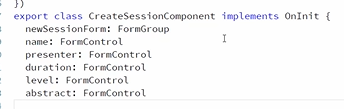 })
export class CreateSessionComponent implements OnInit {
newSessionForm: FormGroup
name: FormControl
presenter: FormControl
duration: FormControl
level: FormControl
abstract: FormControl